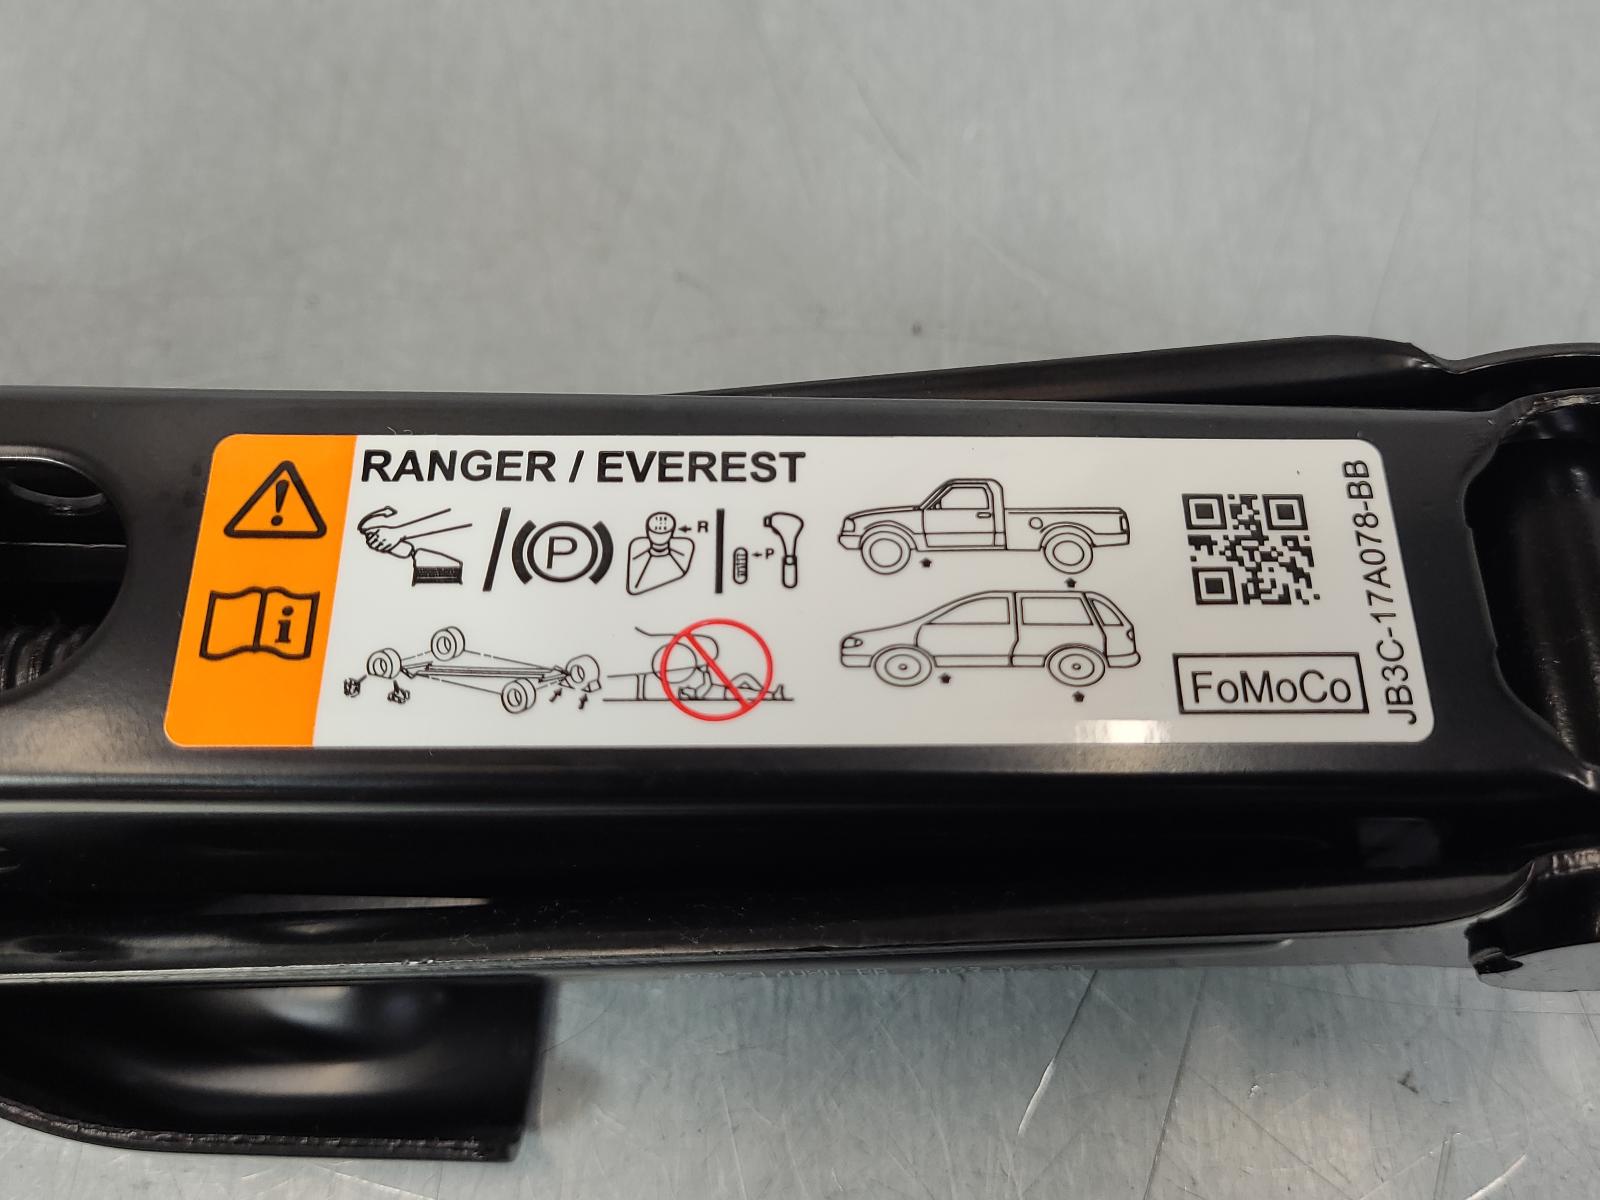 RANGER / EVEREST
P
R
P
i
FoMoCo
JB3C-17A078-BB